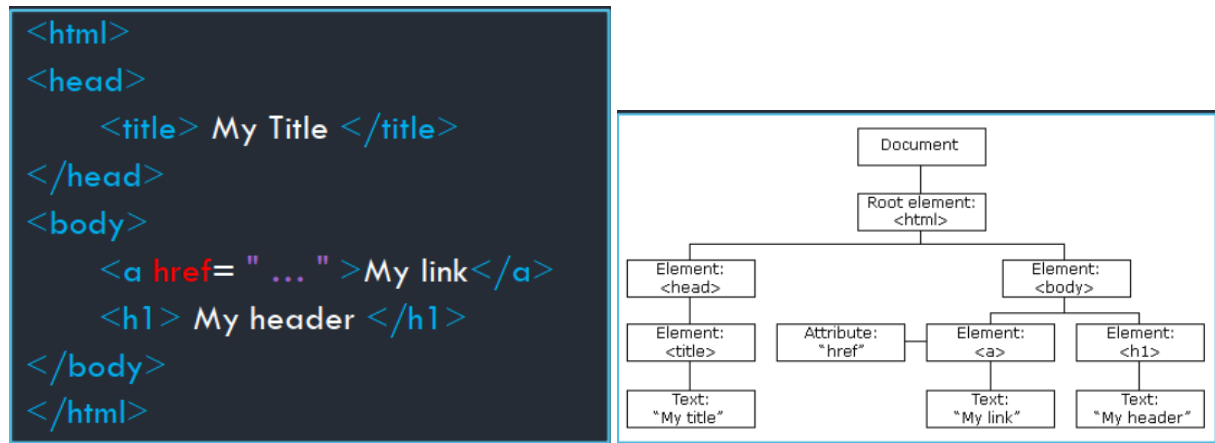 <html>
<head>
<title> My Title </title>
</head>
<body>
<a href= " ... " >My link</a>
<h1> My header </h1>
</body>
</html>
Document
Root element:
<html>
Element:
<head>
Element:
<body>
Element:
<title>
Attribute:
"href"
Element:
<a>
Element:
<h1>
Text:
"My title"
Text:
"My link"
Text:
"My header"